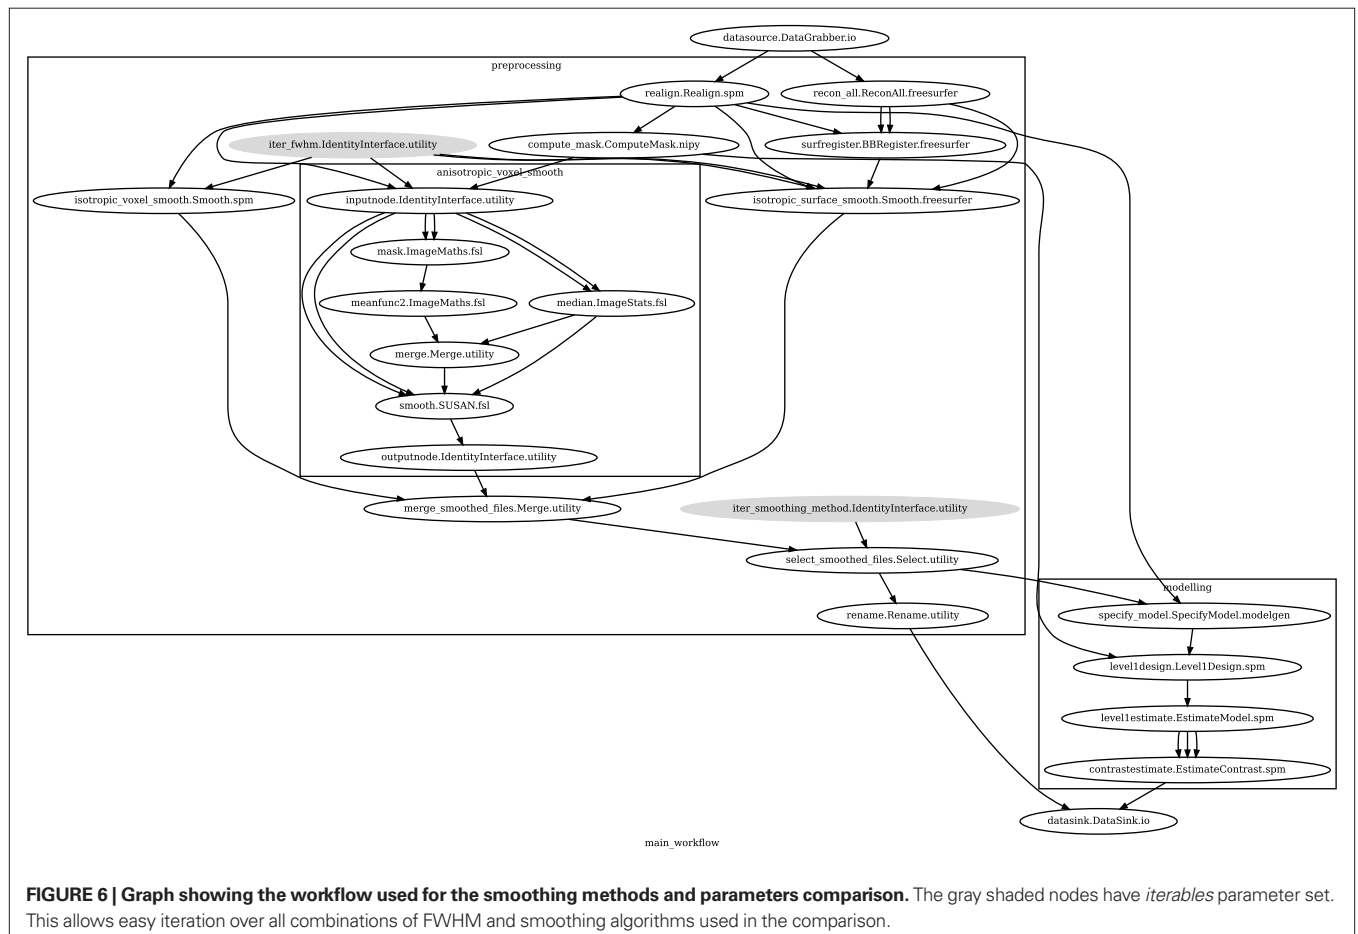 datasource.DataGrabber.io
preprocessing
realign.Realign.spm
recon_all.ReconAll.freesurfer
iter_fwhm.IdentityInterface.utility
compute_mask.ComputeMask.nipy
surfregister.BBRegister.freesurfer
anisotropic_voxel_smooth
isotropic_voxel_smooth.Smooth.spm
inputnode.IdentityInterface.utility
isotropic_surface_smooth.Smooth.freesurfer
mask.ImageMaths.fsl
meanfunc2.ImageMaths.fsl
median.ImageStats.fsl
merge.Merge.utility
smooth.SUSAN.fsl
outputnode.IdentityInterface.utility
merge_smoothed_files.Merge.utility
iter_smoothing_method.IdentityInterface.utility
select_smoothed_files.Select.utility
modelling
rename.Rename.utility
specify_model.SpecifyModel.modelgen
level1design.Level1Design.spm
level1estimate.EstimateModel.spm
contrastestimate.EstimateContrast.spm
datasink.DataSink.io
main_workflow
FIGURE 6 | Graph showing the workflow used for the smoothing methods and parameters comparison. The gray shaded nodes have iterables parameter set.
This allows easy iteration over all combinations of FWHM and smoothing algorithms used in the comparison.